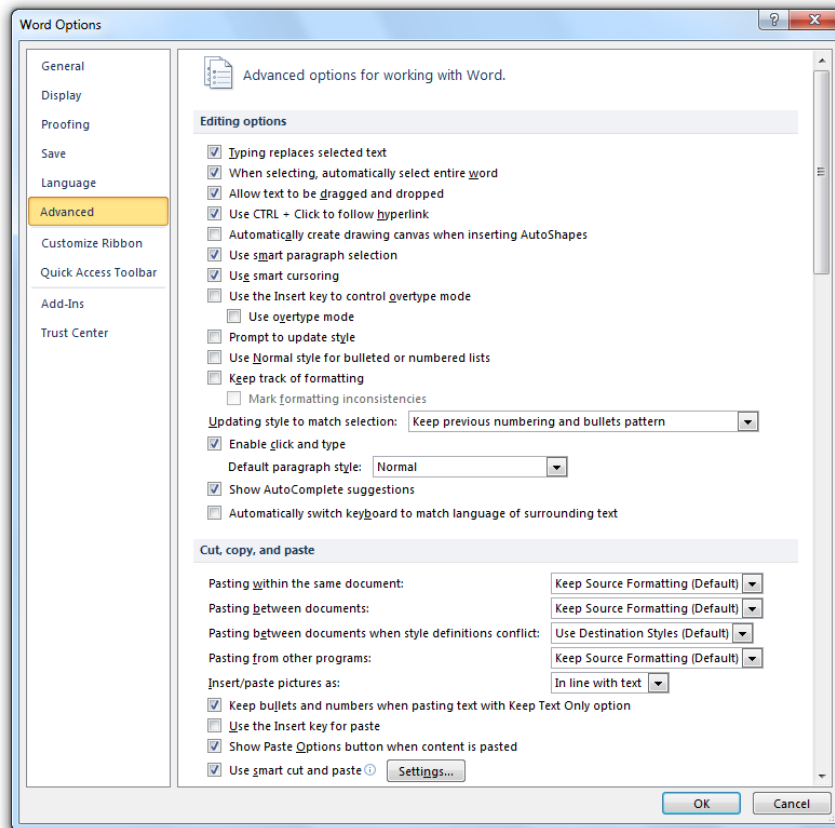 Word Options
General
Display
Proofing
Save
Language
Advanced
Customize Ribbon
Quick Access Toolbar
Add-Ins
Trust Center
Advanced options for working with Word.
Editing options
Typing replaces selected text
When selecting, automatically select entire word
Allow text to be dragged and dropped
Use CTRL + Click to follow hyperlink
Automatically create drawing canvas when inserting AutoShapes
Use smart paragraph selection
Use smart cursoring
Use the Insert key to control overtype mode
Use overtype mode
Prompt to update style
Use Normal style for bulleted or numbered lists
Keep track of formatting
Mark formatting inconsistencies
Updating style to match selection: Keep previous numbering and bullets pattern
Enable click and type
Default paragraph style: Normal
Show AutoComplete suggestions
Automatically switch keyboard to match language of surrounding text
Cut, copy, and paste
Pasting within the same document: Keep Source Formatting (Default)
Pasting between documents: Keep Source Formatting (Default)
Pasting between documents when style definitions conflict: Use Destination Styles (Default)
Pasting from other programs: Keep Source Formatting (Default)
Insert/paste pictures as: In line with text
Keep bullets and numbers when pasting text with Keep Text Only option
Use the Insert key for paste
Show Paste Options button when content is pasted
Use smart cut and paste Settings...
OK Cancel